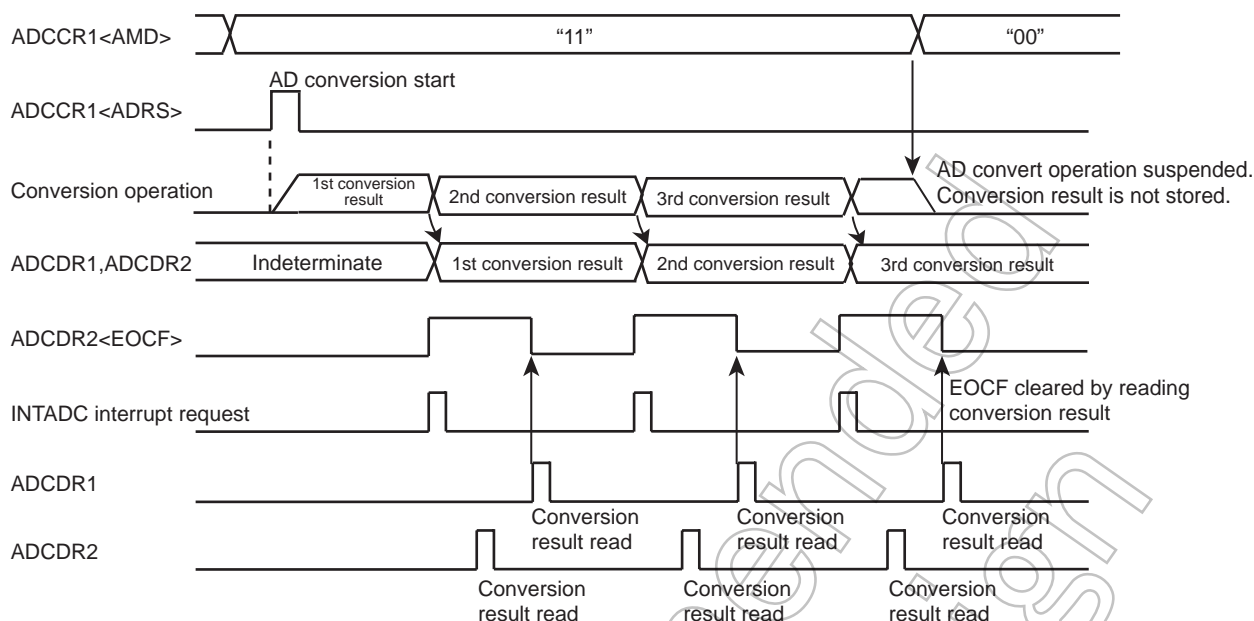 ADCCR1<AMD>
“11”
“00”
AD conversion start
ADCCR1<ADRS>
AD convert operation suspended.
Conversion result is not stored.
Conversion operation
1st conversion
result
2nd conversion result
3rd conversion result
ADCDR1,ADCDR2
Indeterminate
1st conversion result
2nd conversion result
3rd conversion result
ADCDR2<EOCF>
EOCF cleared by reading
conversion result
INTADC interrupt request
ADCDR1
Conversion
result read
Conversion
result read
Conversion
result read
ADCDR2
Conversion
result read
Conversion
result read
Conversion
result read